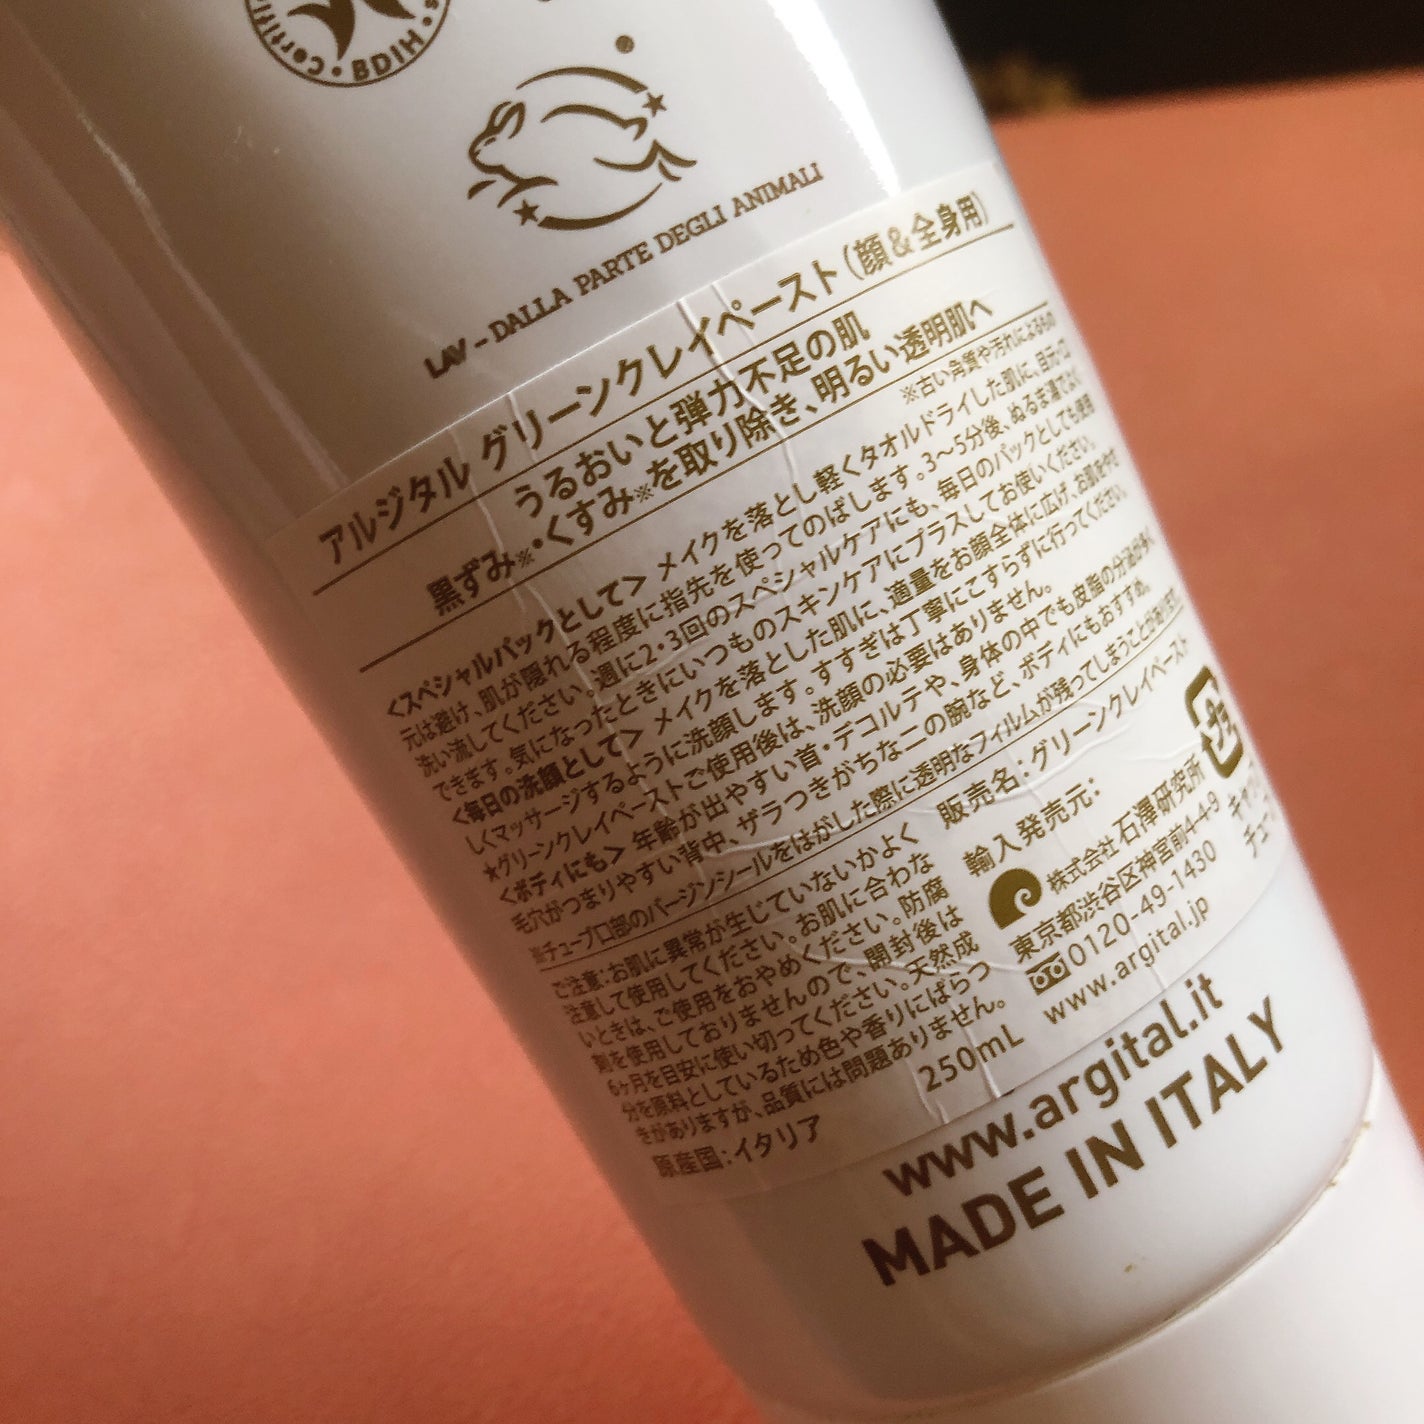 BDIH
LAV - DALLA PARTE DEGLI ANIMALI
アルジタル グリーンクレイペースト(顔&全身用)
うるおいと弾力不足の肌
黒ずみ※・くすみ※を取り除き、明るい透明肌へ
※古い角質や汚れによるもの
<スペシャルパックとして> メイクを落とし軽くタオルドライした肌に、目元・口
元は避け、肌が隠れる程度に指先を使ってのばします。3〜5分後、ぬるま湯でよく
洗い流してください。週に2・3回のスペシャルケアにも、毎日のパックとしても使用
できます。気になったときにいつものスキンケアにプラスしてお使いください。
<毎日の洗顔として> メイクを落とした肌に、適量をお顔全体に広げ、お肌をやさ
しくマッサージするように洗顔します。すすぎは丁寧にこすらずに行ってください。
★グリーンクレイペーストご使用後は、洗顔の必要はありません。
<ボディにも> 年齢が出やすい首・デコルテや、身体の中でも皮脂の分泌が多く、
毛穴がつまりやすい背中、ザラつきがちな二の腕など、ボディにもおすすめ。
※チューブ口部のバージンシールをはがした際に透明なフィルムが残ってしまうことがあります。
ご注意:お肌に異常が生じていないかよく
注意して使用してください。お肌に合わな
いときは、ご使用をおやめください。防腐
剤を使用しておりませんので、開封後は
6ヶ月を目安に使い切ってください。天然成
分を原料としているため色や香りにばらつ
きがありますが、品質には問題ありません。
原産国:イタリア
250mL
販売名:グリーンクレイペースト
輸入発売元:
株式会社 石澤研究所
東京都渋谷区神宮前4-4-9
0120-49-1430
www.argital.jp
www.argital.it
MADE IN ITALY